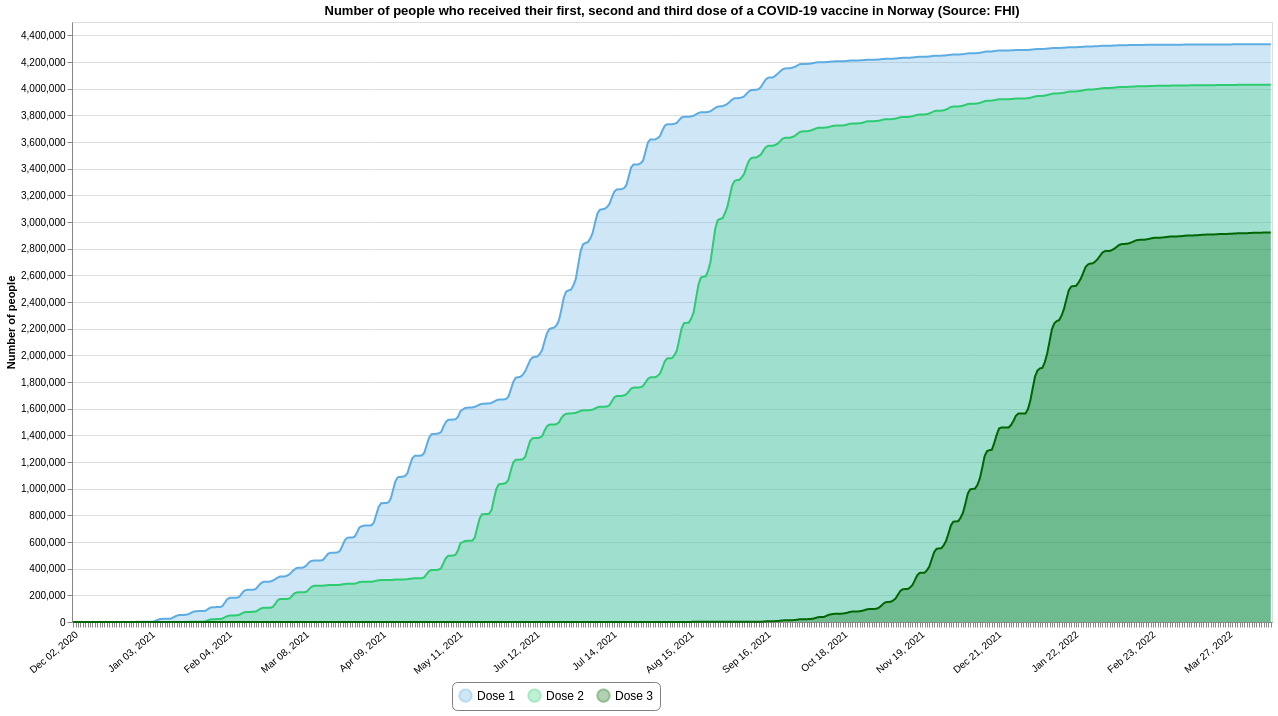 Number of people who received their first, second and third dose of a COVID-19 vaccine in Norway (Source: FHI)
Number of people
4,400,000
4,200,000
4,000,000
3,800,000
3,600,000
3,400,000
3,200,000
3,000,000
2,800,000
2,600,000
2,400,000
2,200,000
2,000,000
1,800,000
1,600,000
1,400,000
1,200,000
1,000,000
800,000
600,000
400,000
200,000
0
Dec 02, 2020
Jan 03, 2021
Feb 04, 2021
Mar 08, 2021
Apr 09, 2021
May 11, 2021
Jun 12, 2021
Jul 14, 2021
Aug 15, 2021
Sep 16, 2021
Oct 18, 2021
Nov 19, 2021
Dec 21, 2021
Jan 22, 2022
Feb 23, 2022
Mar 27, 2022
Dose 1 Dose 2 Dose 3